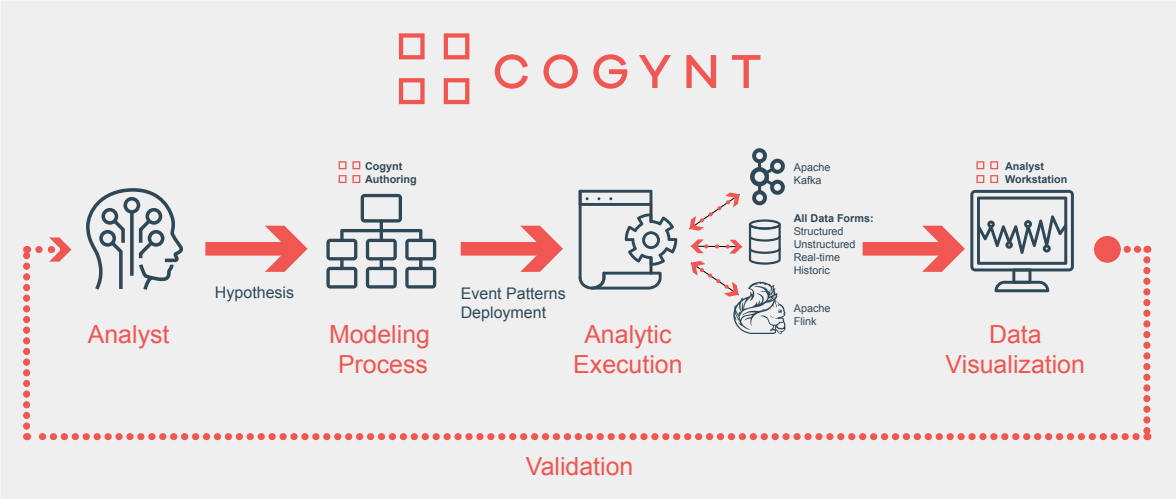 COGYNT
Cogynt
Authoring
Apache
Kafka
All Data Forms:
Structured
Unstructured
Real-time
Historic
Apache
Flink
Analyst
Workstation
Hypothesis
Event Patterns
Deployment
Analyst
Modeling
Process
Analytic
Execution
Data
Visualization
Validation